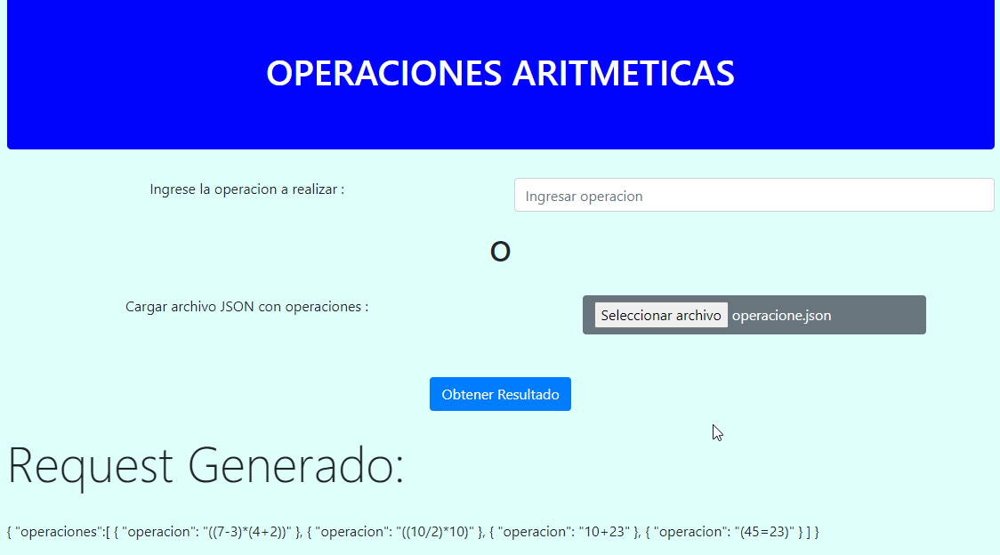 OPERACIONES ARITMETICAS
Ingrese la operacion a realizar :
Ingresar operacion
O
Cargar archivo JSON con operaciones :
Seleccionar archivo operacione.json
Obtener Resultado
Request Generado:
{ "operaciones":[ { "operacion": "((7-3)*(4+2))" }, { "operacion": "((10/2)*10)" }, { "operacion": "10+23" }, { "operacion": "(45=23)" } ] }